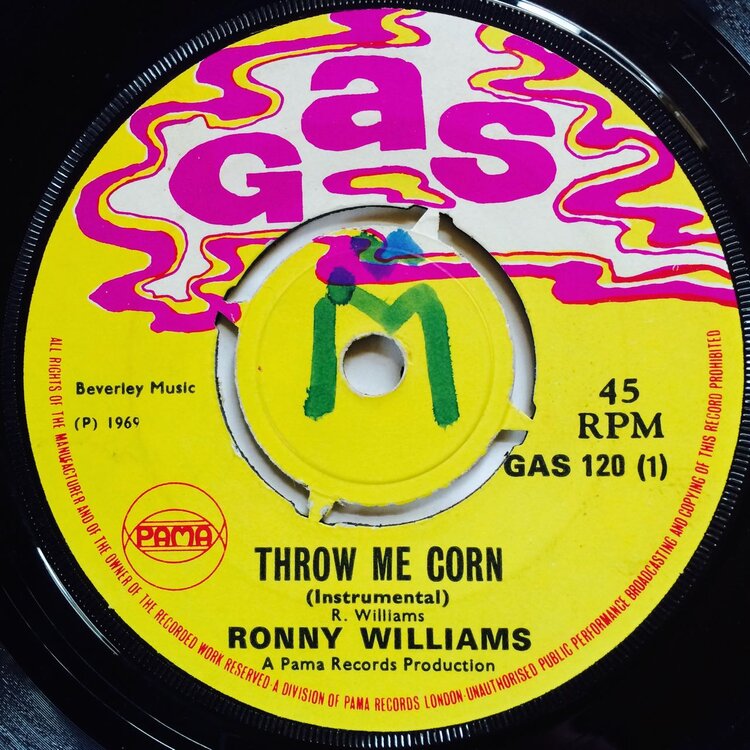 Gas
M
Beverley Music
(P) 1969
45
RPM
GAS 120 (1)
PAMA
THROW ME CORN
(Instrumental)
R. Williams
RONNY WILLIAMS
A Pama Records Production
ALL RIGHTS OF THE MANUFACTURER AND OF THE OWNER OF THE RECORDED WORK RESERVED·A DIVISION OF PAMA RECORDS LONDON·UNAUTHORISED PUBLIC PERFORMANCE BROADCASTING AND COPYING OF THIS RECORD PROHIBITED